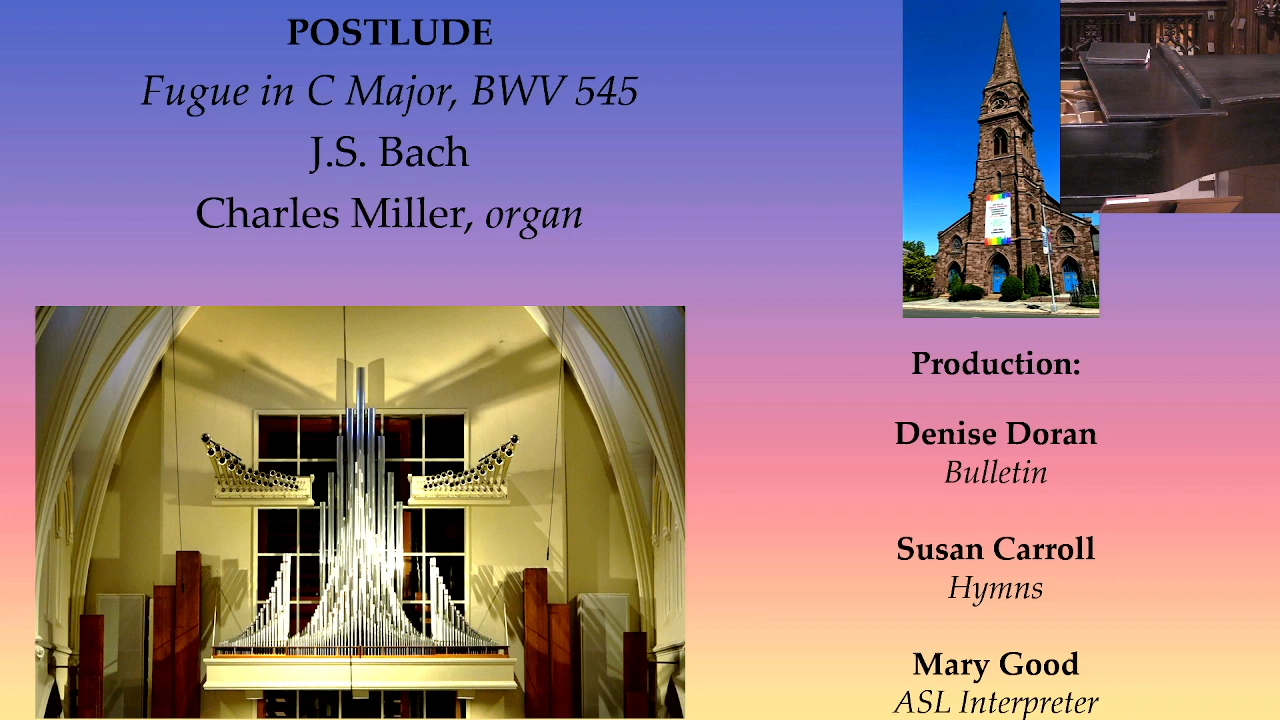 POSTLUDE
Fugue in C Major, BWV 545
J.S. Bach
Charles Miller, organ
Production:
Denise Doran
Bulletin
Susan Carroll
Hymns
Mary Good
ASL Interpreter